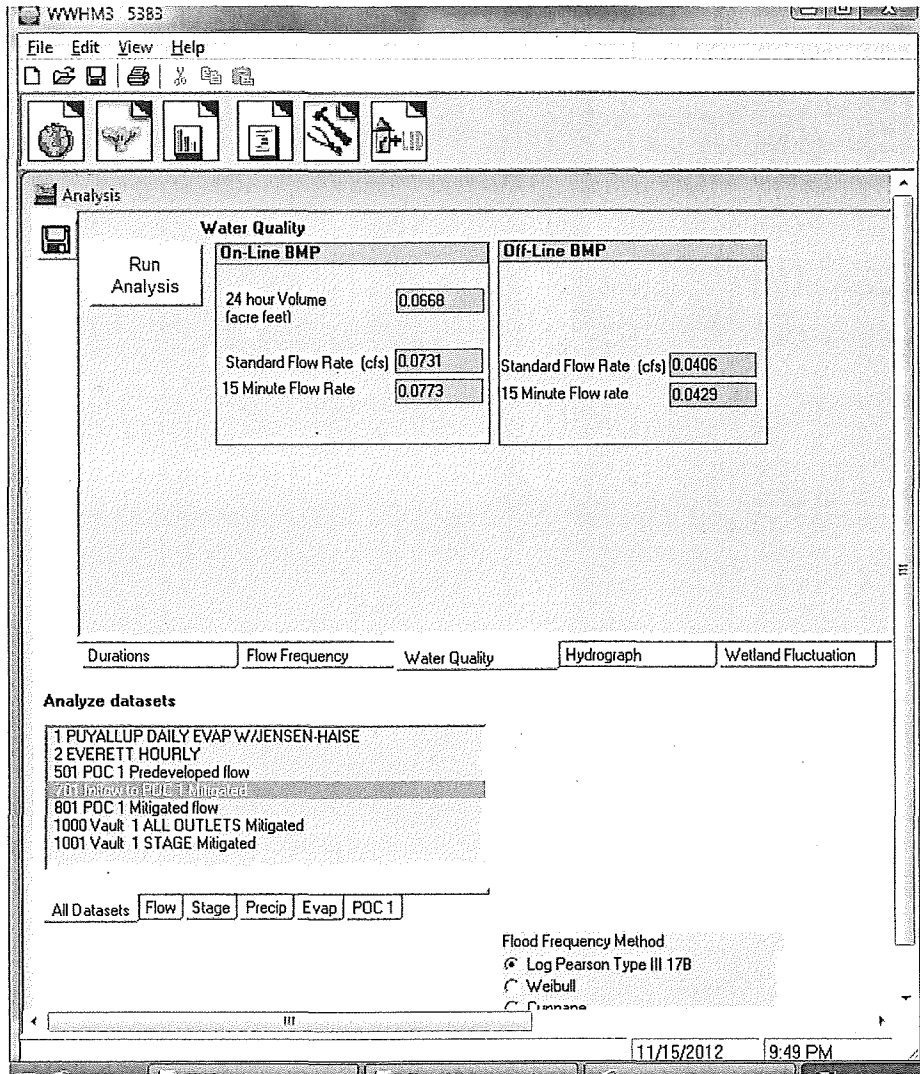 WWHM3 5383
File Edit View Help
Analysis
Water Quality
Run
Analysis
On-Line BMP
24 hour Volume
(acre feet)
0.0668
Standard Flow Rate (cfs) 0.0731
15 Minute Flow Rate 0.0773
Off-Line BMP
Standard Flow Rate (cfs) 0.0406
15 Minute Flow rate 0.0429
Durations Flow Frequency Water Quality Hydrograph Wetland Fluctuation
Analyze datasets
1 PUYALLUP DAILY EVAP W/JENSEN-HAISE
2 EVERETT HOURLY
501 POC 1 Predeveloped flow
701 Inflow to POC 1 Mitigated
801 POC 1 Mitigated flow
1000 Vault 1 ALL OUTLETS Mitigated
1001 Vault 1 STAGE Mitigated
All Datasets Flow Stage Precip Evap POC 1
Flood Frequency Method
Log Pearson Type III 17B
Weibull
Cunnane
11/15/2012 9:49 PM